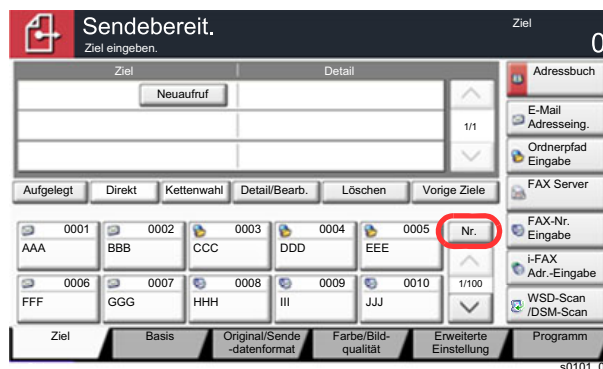 Sendebereit.
Ziel eingeben.
Ziel
0
Ziel
Detail
Neuaufruf
1/1
Aufgelegt
Direkt
Kettenwahl
Detail/Bearb.
Löschen
Vorige Ziele
0001
AAA
0002
BBB
0003
CCC
0004
DDD
0005
EEE
Nr.
0006
FFF
0007
GGG
0008
HHH
0009
III
0010
JJJ
1/100
Adressbuch
E-Mail
Adresseing.
Ordnerpfad
Eingabe
FAX Server
FAX-Nr.
Eingabe
i-FAX
Adr.-Eingabe
WSD-Scan
/DSM-Scan
Ziel
Basis
Original/Sende
-datenformat
Farbe/Bild-
qualität
Erweiterte
Einstellung
Programm